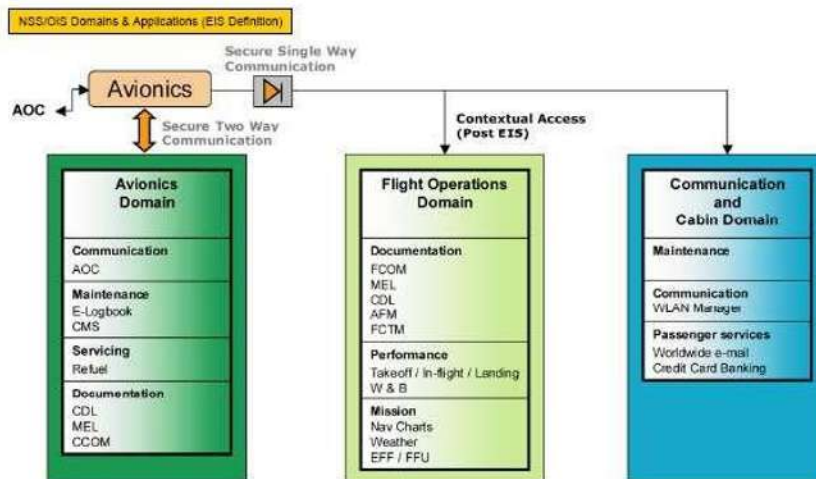 NSS/OIS Domains & Applications (EIS Definition)
Secure Single Way
Communication
Avionics
AOC
Secure Two Way
Communication
Contextual Access
(Post EIS)
Avionics
Domain
Communication
AOC
Maintenance
E-Logbook
CMS
Servicing
Refuel
Documentation
CDL
MEL
CCOM
Flight Operations
Domain
Documentation
FCOM
MEL
CDL
AFM
FCTM
Performance
Takeoff / In-flight / Landing
W & B
Mission
Nav Charts
Weather
EFF / FFU
Communication
and
Cabin Domain
Maintenance
Communication
WLAN Manager
Passenger services
Worldwide e-mail
Credit Card Banking